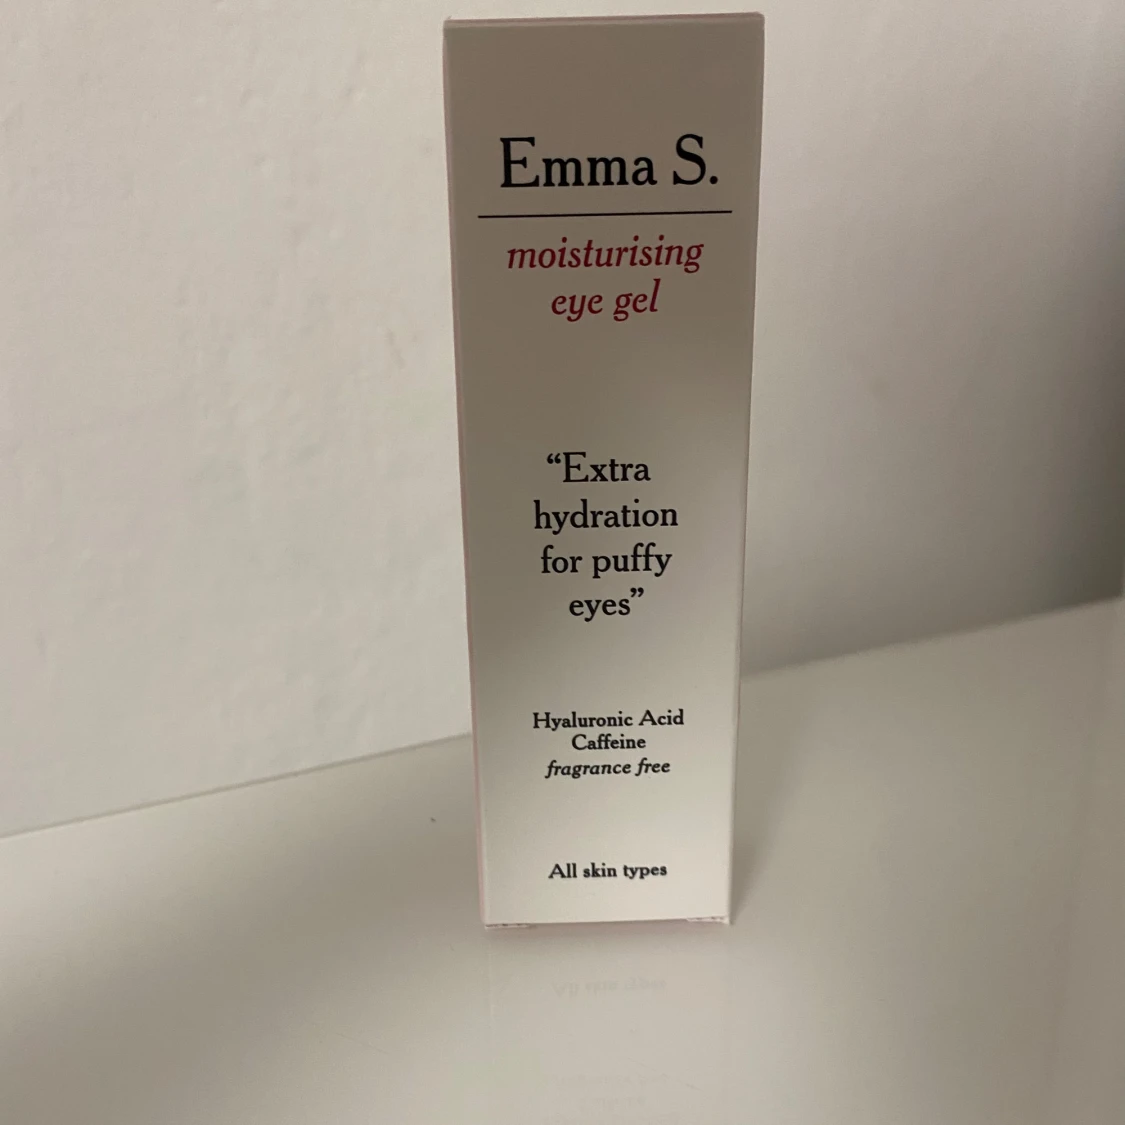 Emma S.
moisturising
eye gel
“Extra
hydration
for puffy
eyes”
Hyaluronic Acid
Caffeine
fragrance free
All skin types